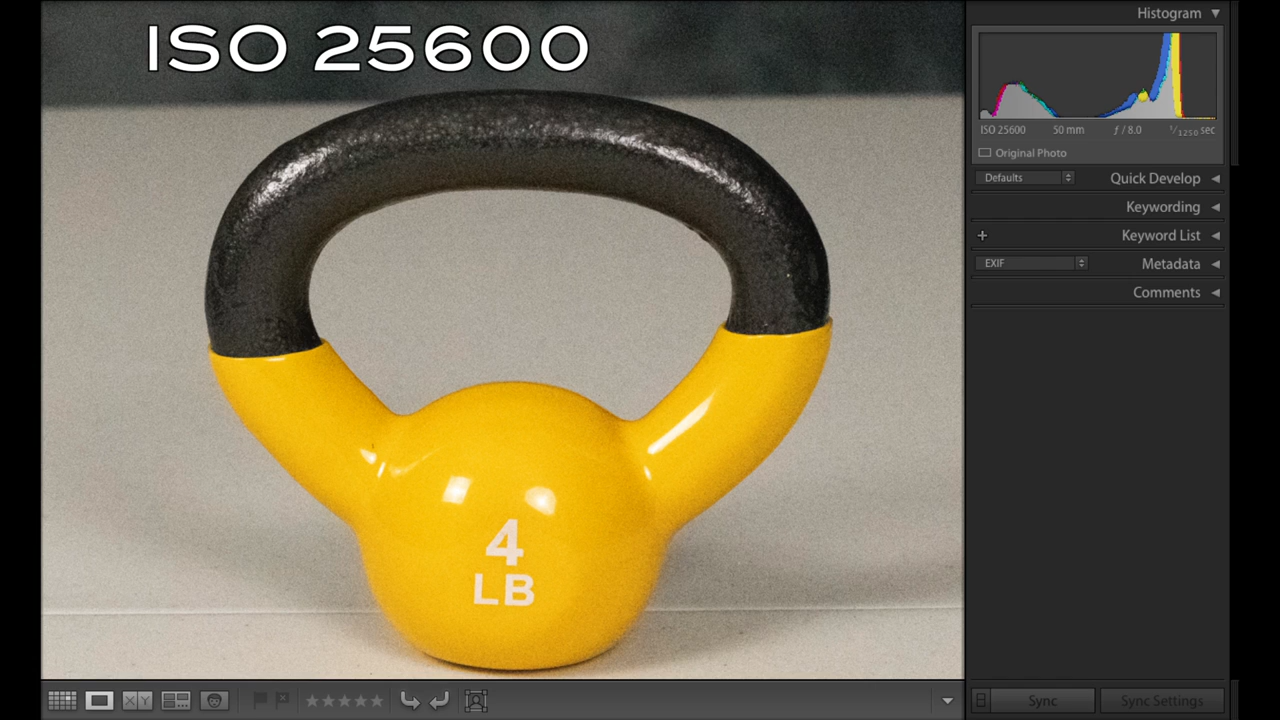 ISO 25600
4
LB
Histogram
ISO 25600 50 mm ƒ / 8.0 1/1250 sec
Original Photo
Defaults Quick Develop
Keywording
Keyword List
EXIF Metadata
Comments
XY
Sync Sync Settings